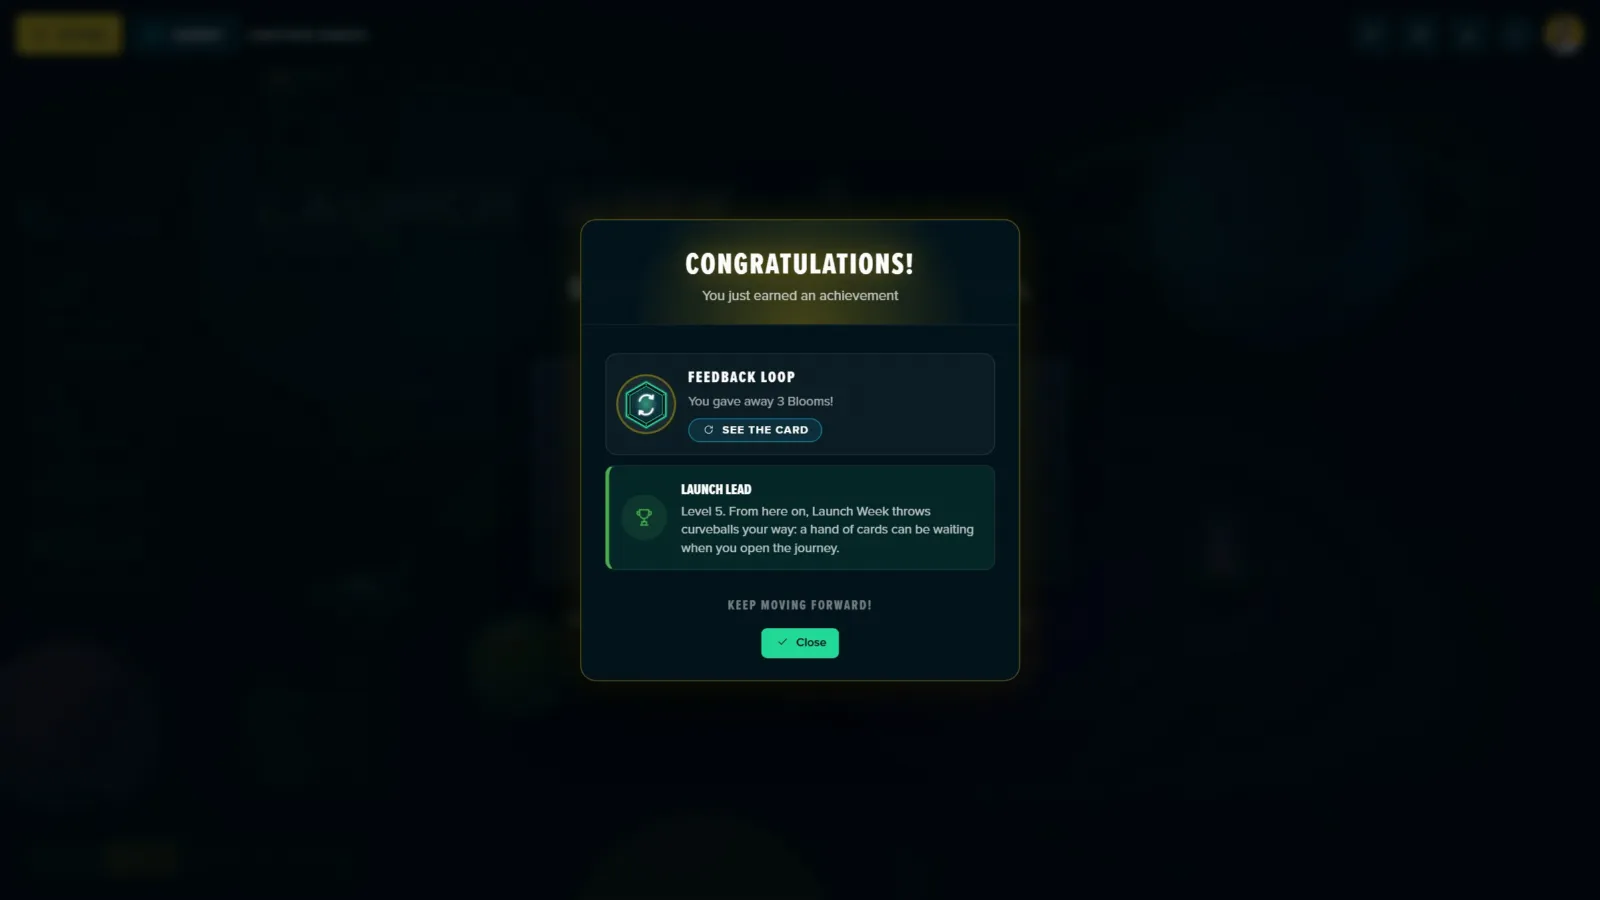 CONGRATULATIONS!
You just earned an achievement
FEEDBACK LOOP
You gave away 3 Blooms!
SEE THE CARD
LAUNCH LEAD
Level 5. From here on, Launch Week throws
curveballs your way: a hand of cards can be waiting
when you open the journey.
KEEP MOVING FORWARD!
Close